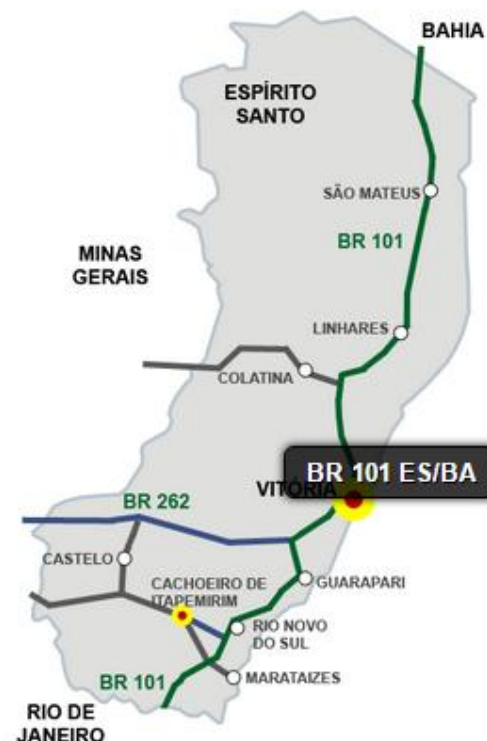 BAHIA
ESPÍRITO
SANTO
SÃO MATEUS
BR 101
MINAS
GERAIS
LINHARES
COLATINA
BR 101 ES/BA
VITÓRIA
BR 262
CASTELO
CACHOEIRO DE
ITAPEMIRIM
GUARAPARI
RIO NOVO
DO SUL
BR 101
MARATAIZES
RIO DE
JANEIRO